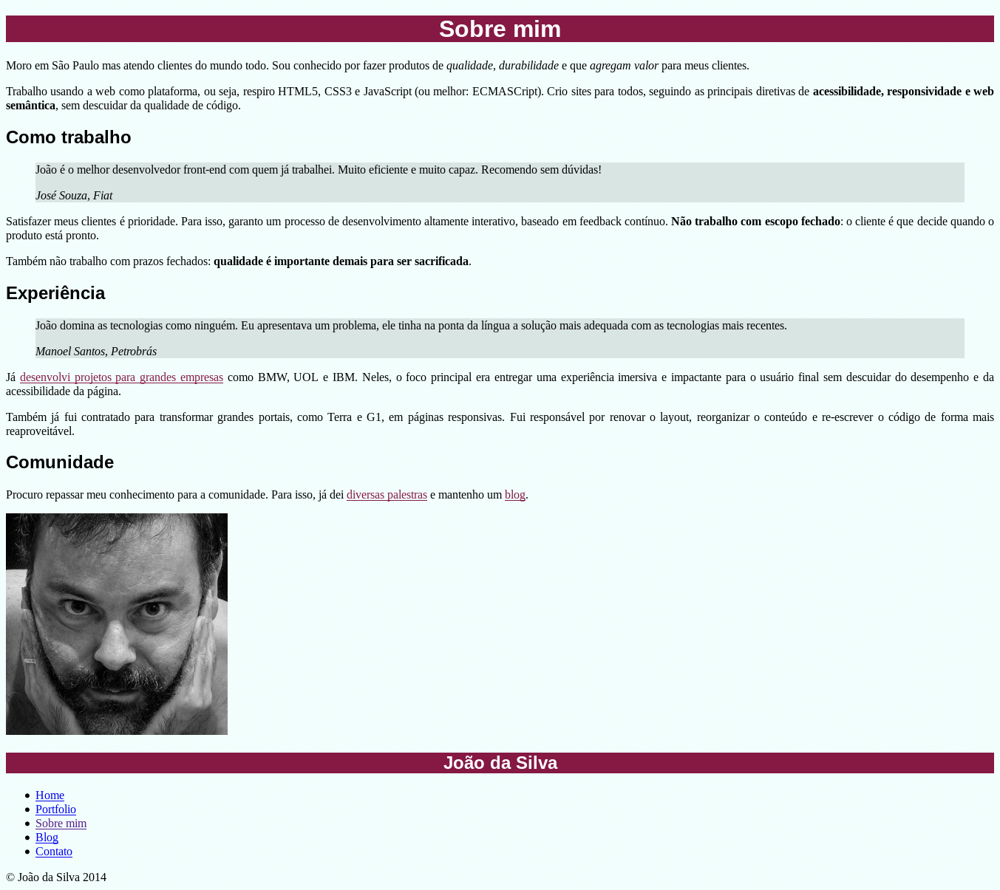 Sobre mim
Moro em São Paulo mas atendo clientes do mundo todo. Sou conhecido por fazer produtos de qualidade, durabilidade e que agregam valor para meus clientes.
Trabalho usando a web como plataforma, ou seja, respiro HTML5, CSS3 e JavaScript (ou melhor: ECMASCript). Crio sites para todos, seguindo as principais diretivas de acessibilidade, responsividade e web
semântica, sem descuidar da qualidade de código.
Como trabalho
João é o melhor desenvolvedor front-end com quem já trabalhei. Muito eficiente e muito capaz. Recomendo sem dúvidas!
José Souza, Fiat
Satisfazer meus clientes é prioridade. Para isso, garanto um processo de desenvolvimento altamente interativo, baseado em feedback contínuo. Não trabalho com escopo fechado: o cliente é que decide quando o
produto está pronto.
Também não trabalho com prazos fechados: qualidade é importante demais para ser sacrificada.
Experiência
João domina as tecnologias como ninguém. Eu apresentava um problema, ele tinha na ponta da língua a solução mais adequada com as tecnologias mais recentes.
Manoel Santos, Petrobrás
Já desenvolvi projetos para grandes empresas como BMW, UOL e IBM. Neles, o foco principal era entregar uma experiência imersiva e impactante para o usuário final sem descuidar do desempenho e da
acessibilidade da página.
Também já fui contratado para transformar grandes portais, como Terra e G1, em páginas responsivas. Fui responsável por renovar o layout, reorganizar o conteúdo e re-escrever o código de forma mais
reaproveitável.
Comunidade
Procuro repassar meu conhecimento para a comunidade. Para isso, já dei diversas palestras e mantenho um blog.
João da Silva
• Home
• Portfolio
• Sobre mim
• Blog
• Contato
© João da Silva 2014